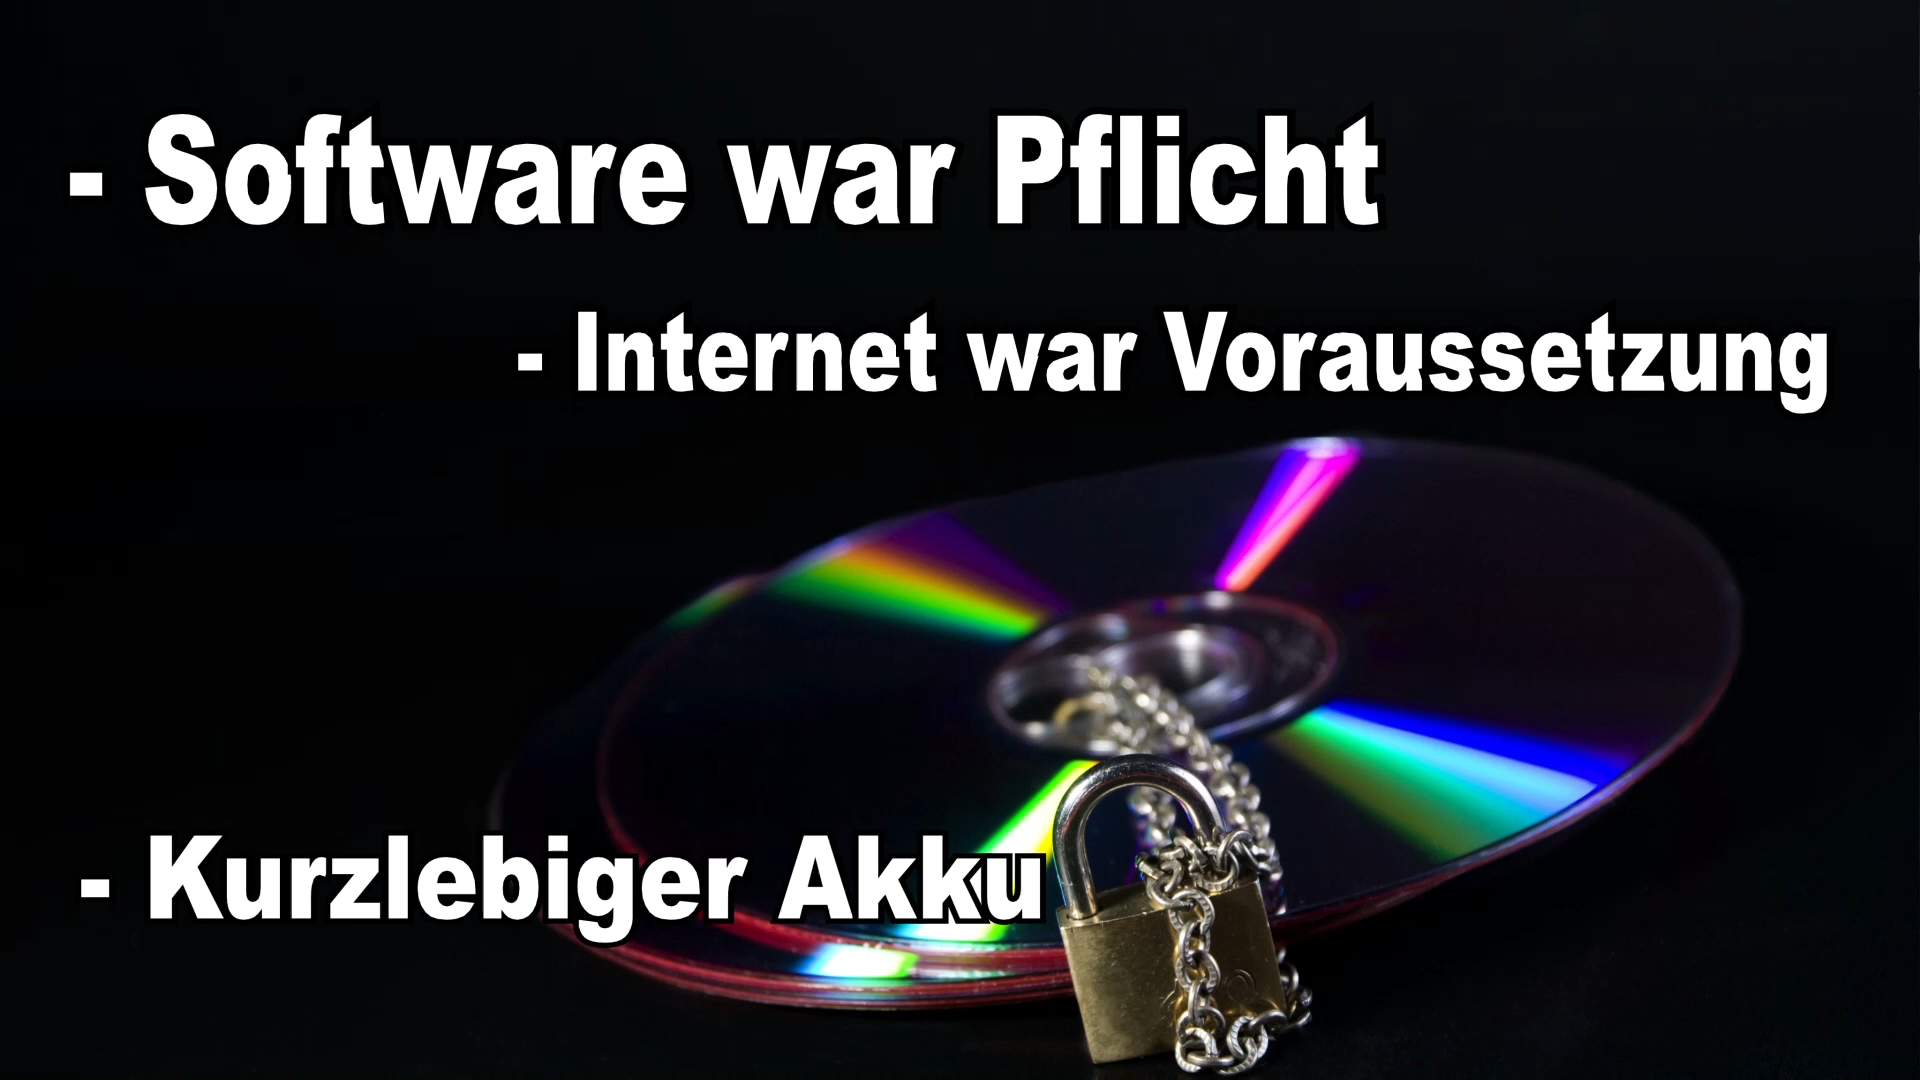 - Software war Pflicht
- Internet war Voraussetzung
- Kurzlebiger Akku